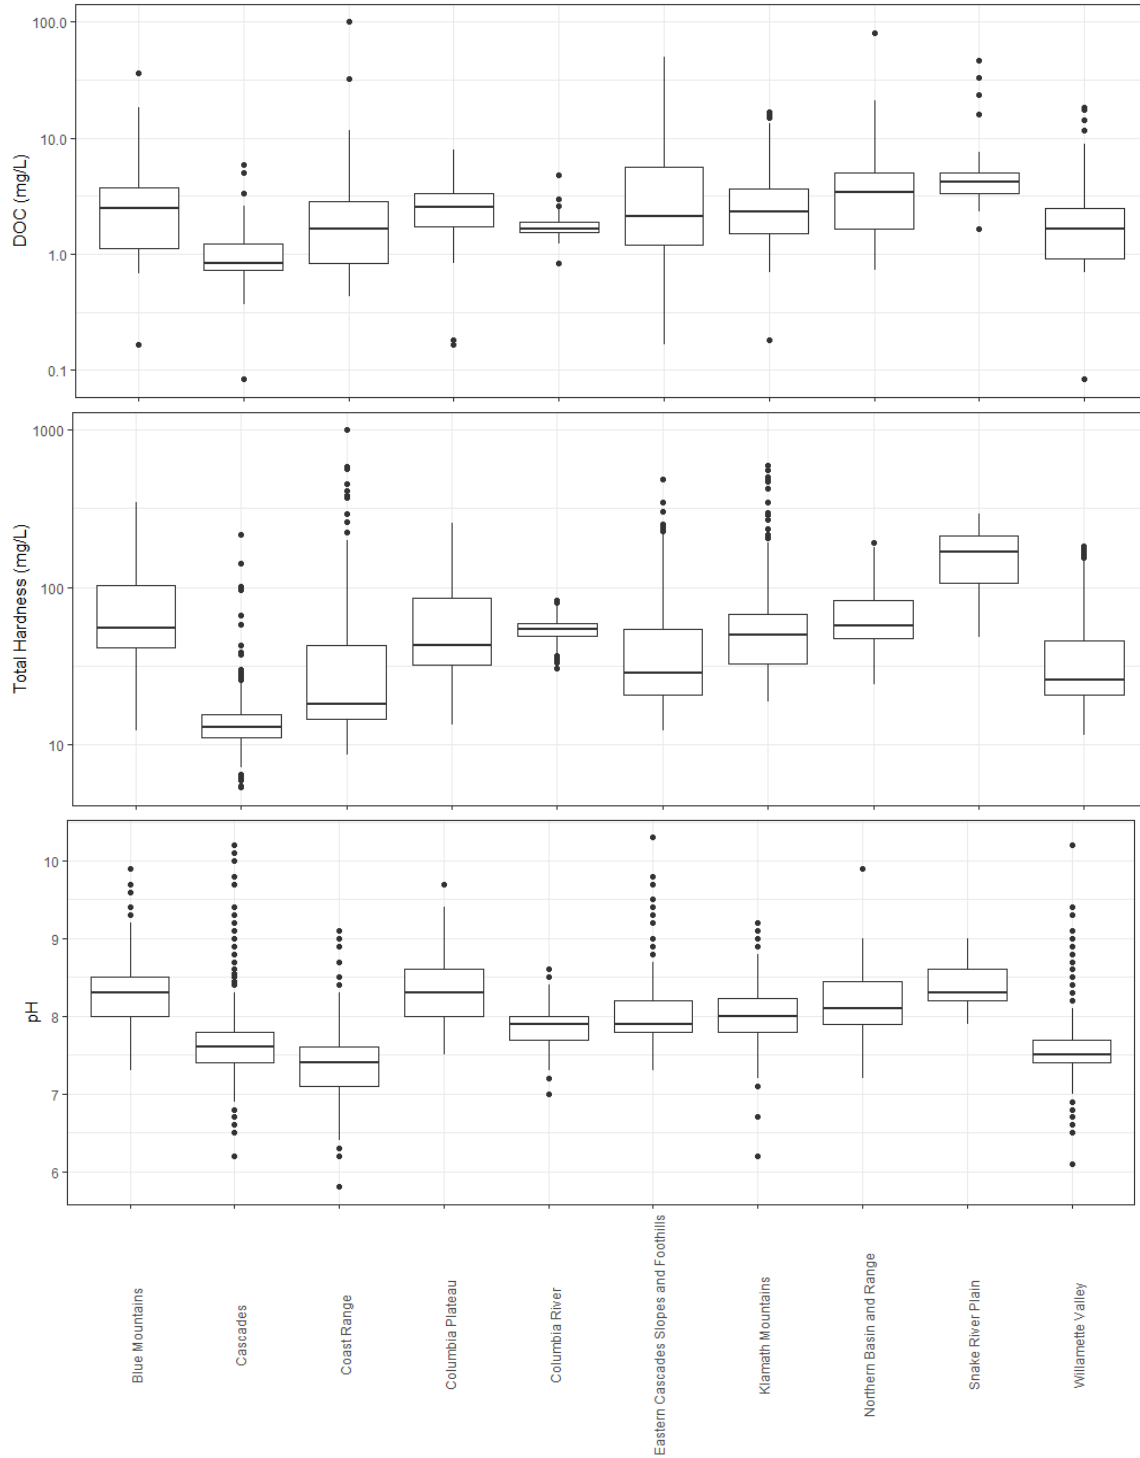 DOC (mg/L)
100.0
10.0
1.0
0.1
Total Hardness (mg/L)
1000
100
10
pH
10
9
8
7
6
Blue Mountains
Cascades
Coast Range
Columbia Plateau
Columbia River
Eastern Cascades Slopes and Foothills
Klamath Mountains
Northern Basin and Range
Snake River Plain
Willamette Valley